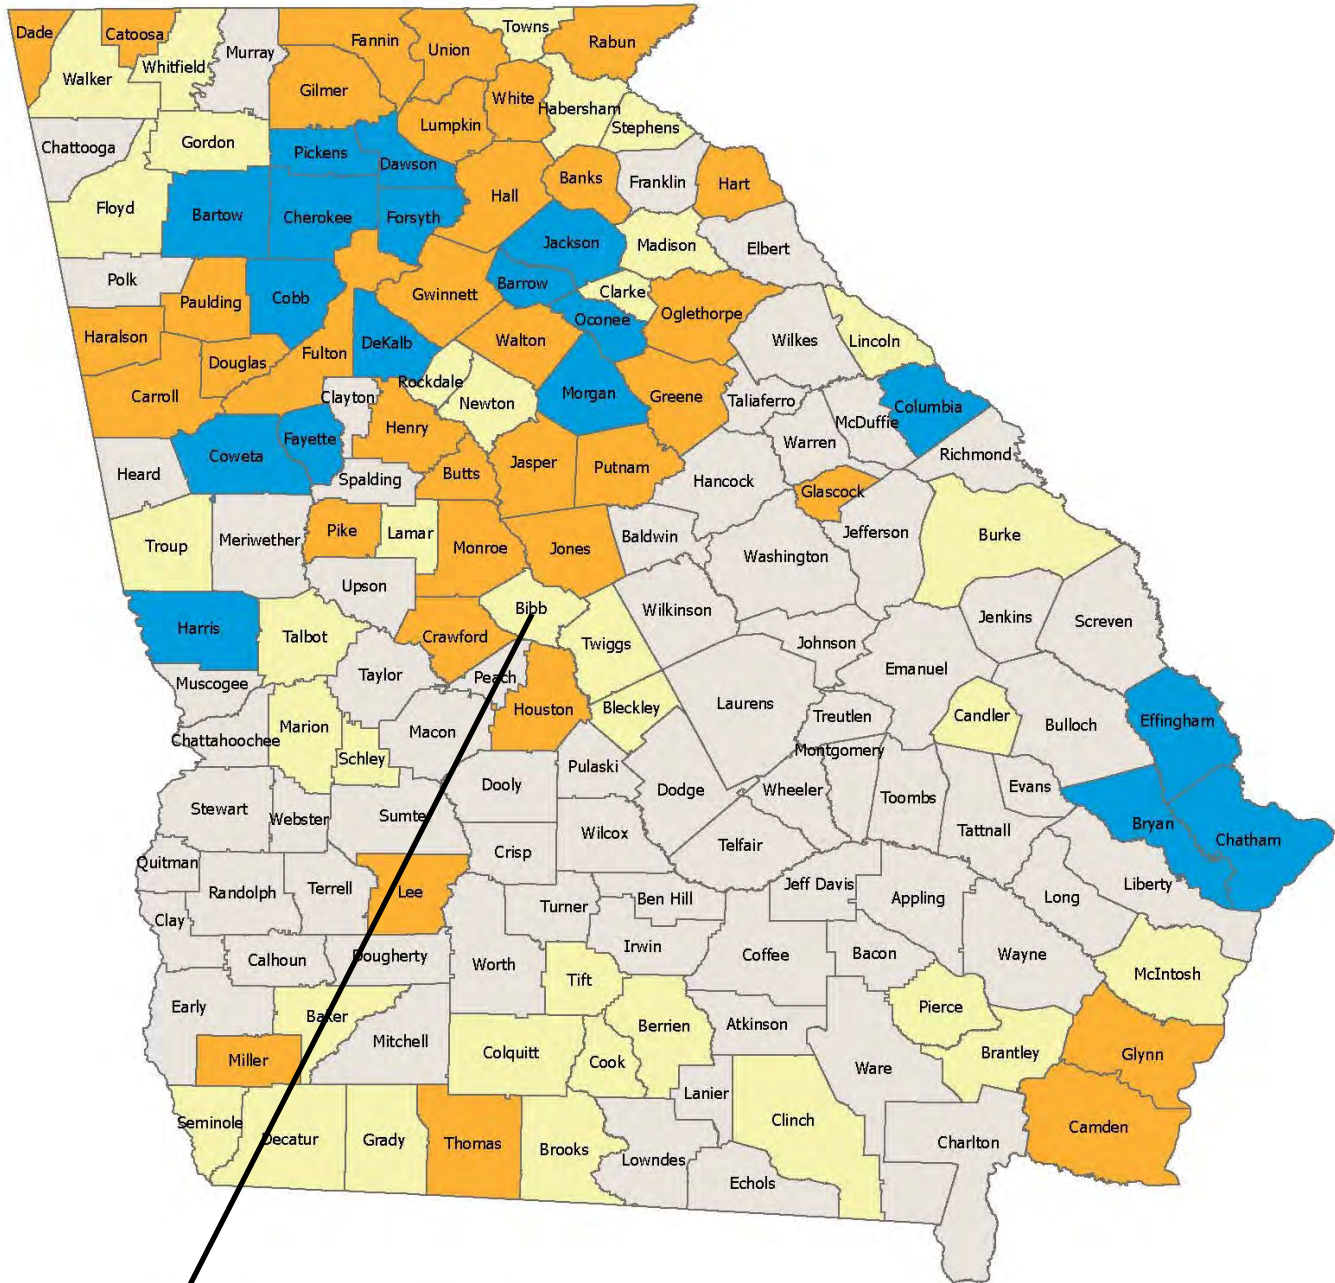 Dade
Catoosa
Fannin
Union
Towns
Rabun
Walker
Whitfield
Murray
Gilmer
White
Habersham
Lumpkin
Stephens
Chattooga
Gordon
Pickens
Dawson
Banks
Franklin
Hart
Hall
Floyd
Bartow
Cherokee
Forsyth
Jackson
Madison
Elbert
Polk
Paulding
Cobb
Gwinnett
Barrow
Clarke
Oconee
Oglethorpe
Haralson
Douglas
Fulton
DeKalb
Walton
Wilkes
Lincoln
Carroll
Clayton
Rockdale
Newton
Morgan
Greene
Taliaferro
McDuffie
Columbia
Heard
Coweta
Fayette
Henry
Warren
Richmond
Spalding
Butts
Jasper
Putnam
Hancock
Glascock
Troup
Meriwether
Pike
Lamar
Monroe
Jones
Baldwin
Washington
Jefferson
Burke
Upson
Bibb
Wilkinson
Jenkins
Screven
Harris
Talbot
Crawford
Twiggs
Johnson
Emanuel
Muscogee
Taylor
Peach
Houston
Bleckley
Laurens
Treutlen
Candler
Bulloch
Effingham
Chattahoochee
Marion
Schley
Macon
Montgomery
Pulaski
Dooly
Dodge
Wheeler
Toombs
Evans
Stewart
Webster
Sumte
Wilcox
Crisp
Telfair
Tattnall
Bryan
Chatham
Quitman
Randolph
Terrell
Lee
Turner
Ben Hill
Jeff Davis
Appling
Long
Liberty
Clay
Calhoun
Dougherty
Worth
Irwin
Coffee
Bacon
Wayne
McIntosh
Early
Baker
Mitchell
Tift
Berrien
Atkinson
Pierce
Brantley
Glynn
Miller
Colquitt
Cook
Lanier
Ware
Seminole
Decatur
Grady
Thomas
Brooks
Lowndes
Clinch
Charlton
Camden
Echols